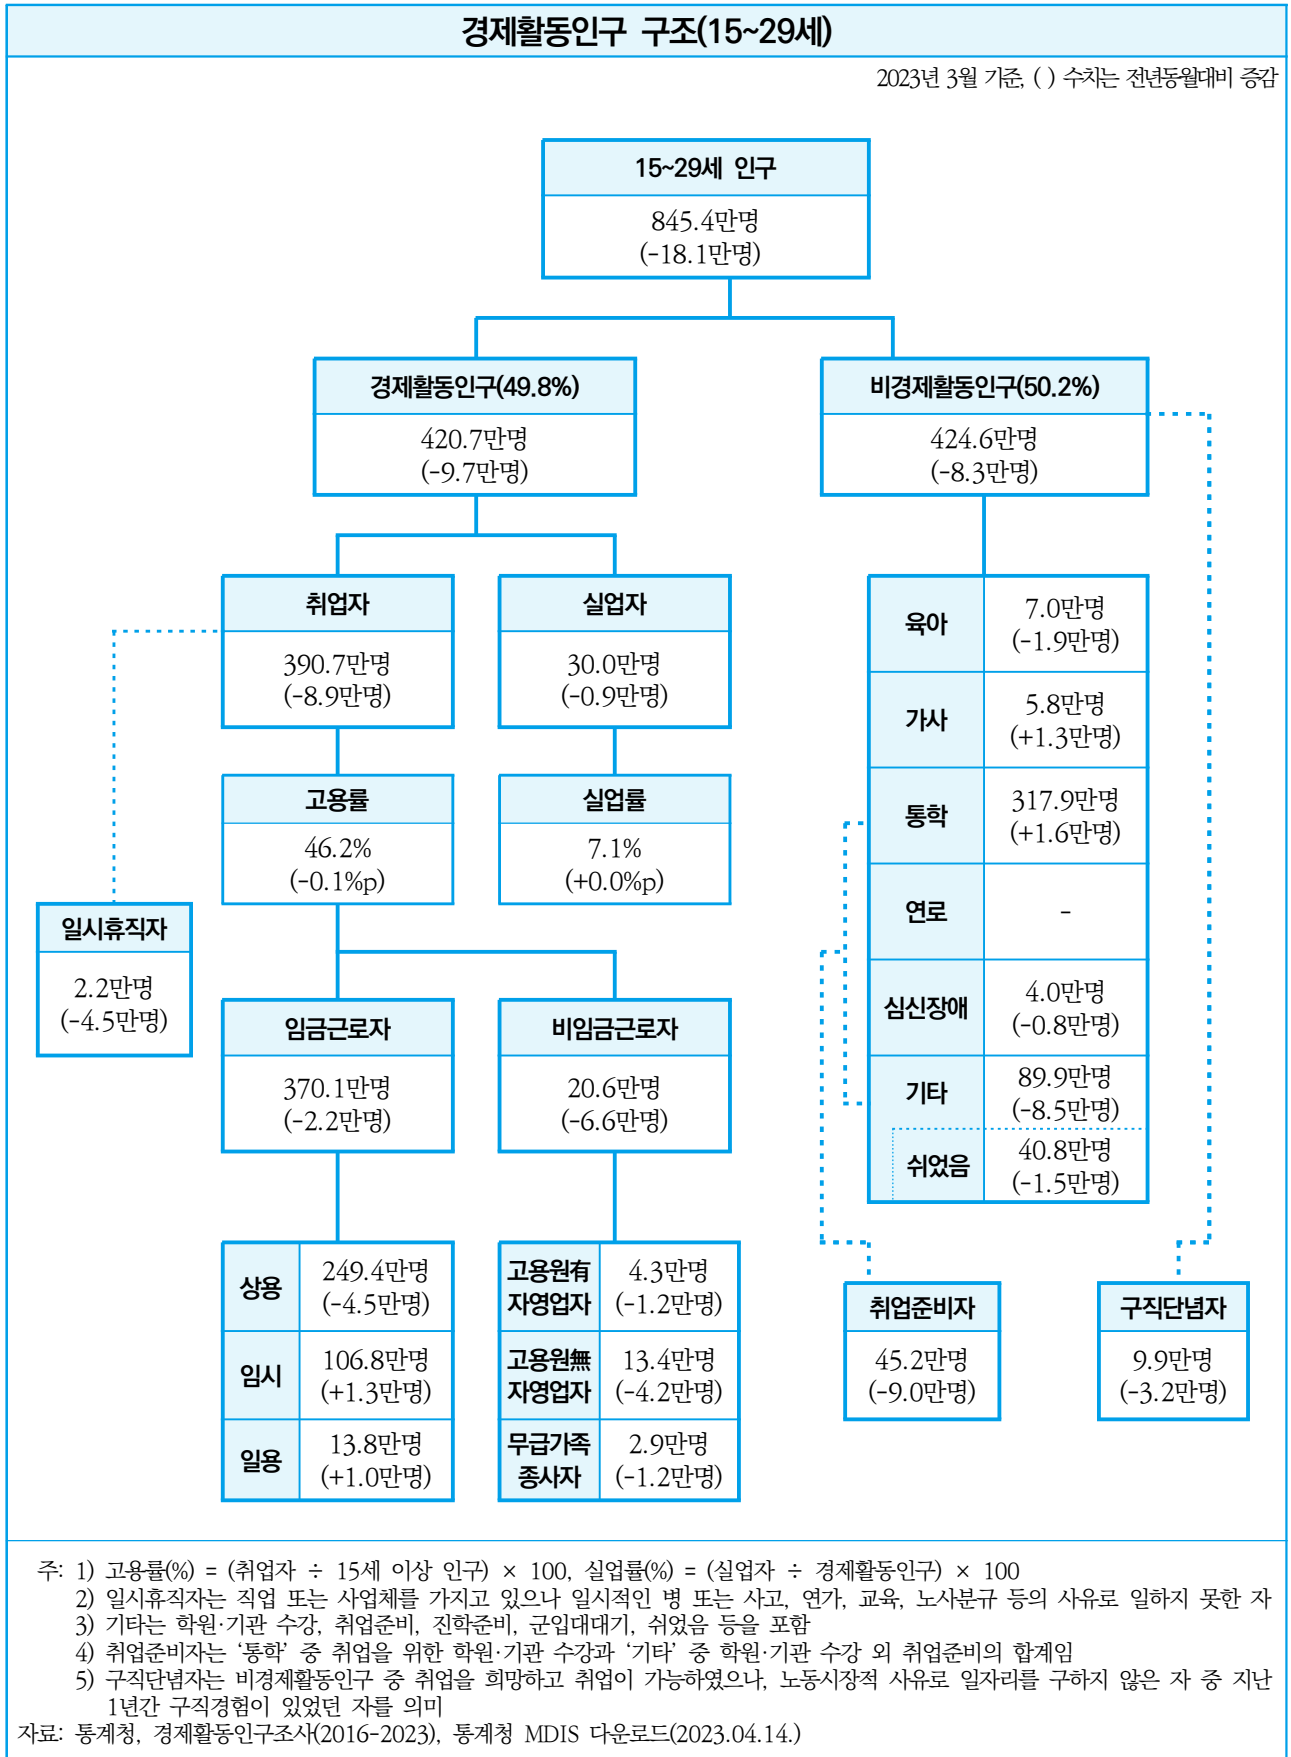 경제활동인구 구조(15~29세)
2023년 3월 기준, ( ) 수치는 전년동월대비 증감
15~29세 인구
845.4만명
(-18.1만명)
경제활동인구(49.8%)
420.7만명
(-9.7만명)
비경제활동인구(50.2%)
424.6만명
(-8.3만명)
취업자
390.7만명
(-8.9만명)
실업자
30.0만명
(-0.9만명)
고용률
46.2%
(-0.1%p)
실업률
7.1%
(+0.0%p)
일시휴직자
2.2만명
(-4.5만명)
임금근로자
370.1만명
(-2.2만명)
비임금근로자
20.6만명
(-6.6만명)
상용
249.4만명
(-4.5만명)
임시
106.8만명
(+1.3만명)
일용
13.8만명
(+1.0만명)
고용원有
자영업자
4.3만명
(-1.2만명)
고용원無
자영업자
13.4만명
(-4.2만명)
무급가족
종사자
2.9만명
(-1.2만명)
육아
7.0만명
(-1.9만명)
가사
5.8만명
(+1.3만명)
통학
317.9만명
(+1.6만명)
연로
-
심신장애
4.0만명
(-0.8만명)
기타
89.9만명
(-8.5만명)
쉬었음
40.8만명
(-1.5만명)
취업준비자
45.2만명
(-9.0만명)
구직단념자
9.9만명
(-3.2만명)
주: 1) 고용률(%) = (취업자 ÷ 15세 이상 인구) × 100, 실업률(%) = (실업자 ÷ 경제활동인구) × 100
2) 일시휴직자는 직업 또는 사업체를 가지고 있으나 일시적인 병 또는 사고, 연가, 교육, 노사분규 등의 사유로 일하지 못한 자
3) 기타는 학원·기관 수강, 취업준비, 진학준비, 군입대대기, 쉬었음 등을 포함
4) 취업준비자는 ‘통학’ 중 취업을 위한 학원·기관 수강과 ‘기타’ 중 학원·기관 수강 외 취업준비의 합계임
5) 구직단념자는 비경제활동인구 중 취업을 희망하고 취업이 가능하였으나, 노동시장적 사유로 일자리를 구하지 않은 자 중 지난
1년간 구직경험이 있었던 자를 의미
자료: 통계청, 경제활동인구조사(2016-2023), 통계청 MDIS 다운로드(2023.04.14.)